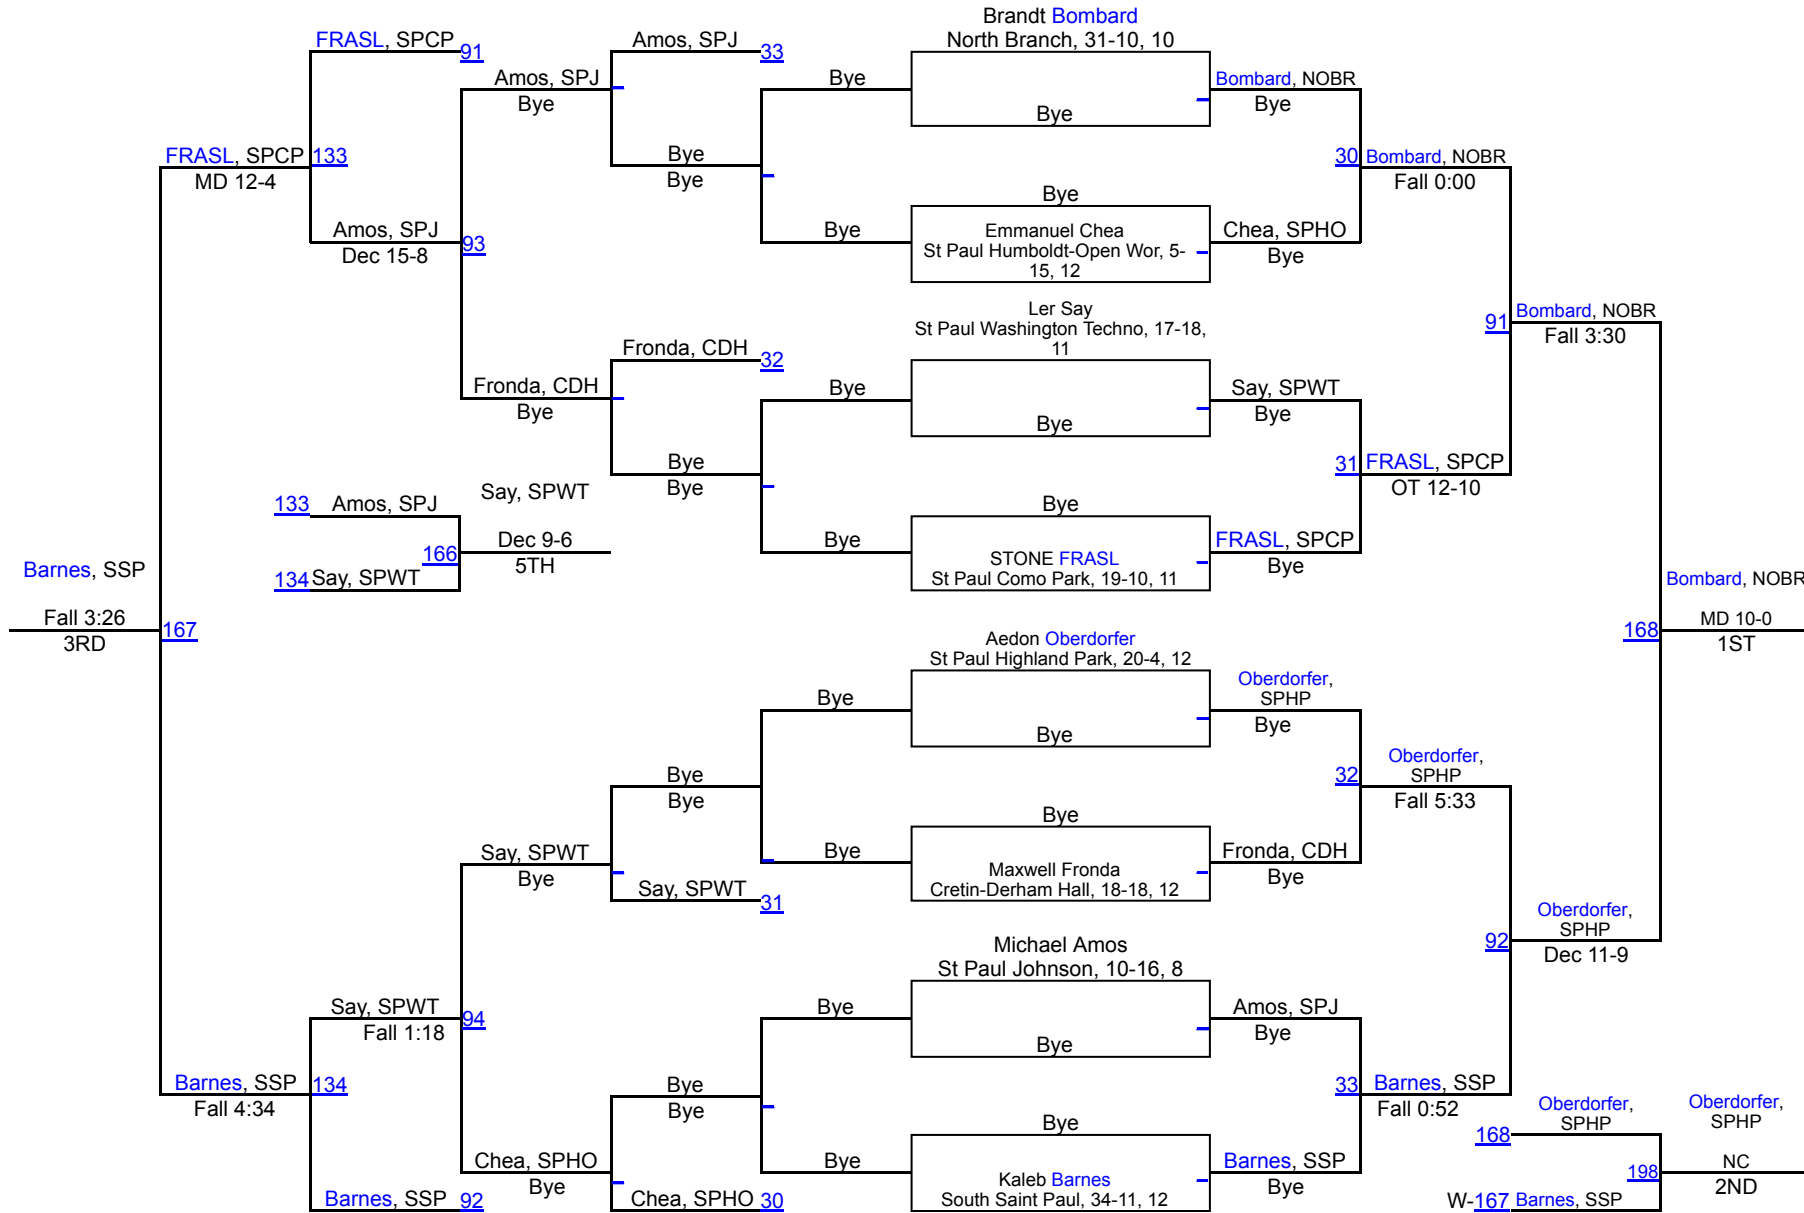 Brandt Bombard
North Branch, 31-10, 10
Bye
Bye
Emmanuel Chea
St Paul Humboldt-Open Wor, 5-
15, 12
Ler Say
St Paul Washington Techno, 17-18,
11
Bye
Bye
STONE FRASL
St Paul Como Park, 19-10, 11
Aedon Oberdorfer
St Paul Highland Park, 20-4, 12
Bye
Bye
Maxwell Fronda
Cretin-Derham Hall, 18-18, 12
Michael Amos
St Paul Johnson, 10-16, 8
Bye
Bye
Kaleb Barnes
South Saint Paul, 34-11, 12
Bombard, NOBR
Bye
30
Chea, SPHO
Bye
Say, SPWT
Bye
31
FRASL, SPCP
Bye
Oberdorfer,
SPHP
Bye
32
Fronda, CDH
Bye
Amos, SPJ
Bye
33
Barnes, SSP
Bye
Bombard, NOBR
Fall 0:00
91
FRASL, SPCP
OT 12-10
Oberdorfer,
SPHP
Fall 5:33
92
Barnes, SSP
Fall 0:52
Bombard, NOBR
Fall 3:30
168
Oberdorfer,
SPHP
Dec 11-9
Bombard, NOBR
MD 10-0
1ST
Oberdorfer,
SPHP
168
198
W-167 Barnes, SSP
Oberdorfer,
SPHP
NC
2ND
Bye
Bye
Bye
Bye
Bye
Bye
Bye
Bye
Amos, SPJ
33
Bye
Bye
Fronda, CDH
32
Bye
Bye
Bye
Bye
Say, SPWT
31
Bye
Bye
Chea, SPHO
30
Amos, SPJ
Bye
93
Fronda, CDH
Bye
Say, SPWT
Bye
94
Chea, SPHO
Bye
FRASL, SPCP
91
133
Amos, SPJ
Dec 15-8
Say, SPWT
Fall 1:18
134
Barnes, SSP
92
FRASL, SPCP
MD 12-4
167
Barnes, SSP
Fall 4:34
Barnes, SSP
Fall 3:26
3RD
133 Amos, SPJ
166
134 Say, SPWT
Say, SPWT
Dec 9-6
5TH